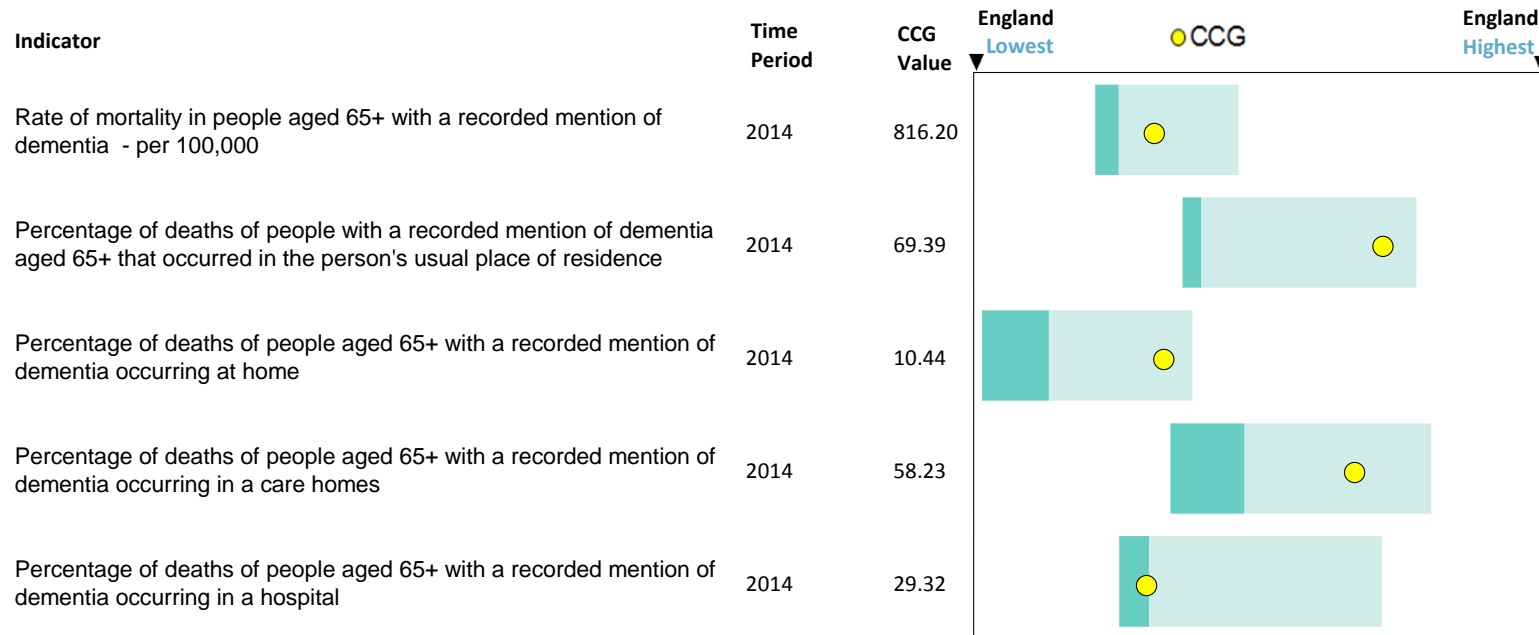 Indicator
Time
Period
CCG
Value
England
Lowest
CCG
England
Highest
Rate of mortality in people aged 65+ with a recorded mention of
dementia - per 100,000
2014
816.20
Percentage of deaths of people with a recorded mention of dementia
aged 65+ that occurred in the person's usual place of residence
2014
69.39
Percentage of deaths of people aged 65+ with a recorded mention of
dementia occurring at home
2014
10.44
Percentage of deaths of people aged 65+ with a recorded mention of
dementia occurring in a care homes
2014
58.23
Percentage of deaths of people aged 65+ with a recorded mention of
dementia occurring in a hospital
2014
29.32